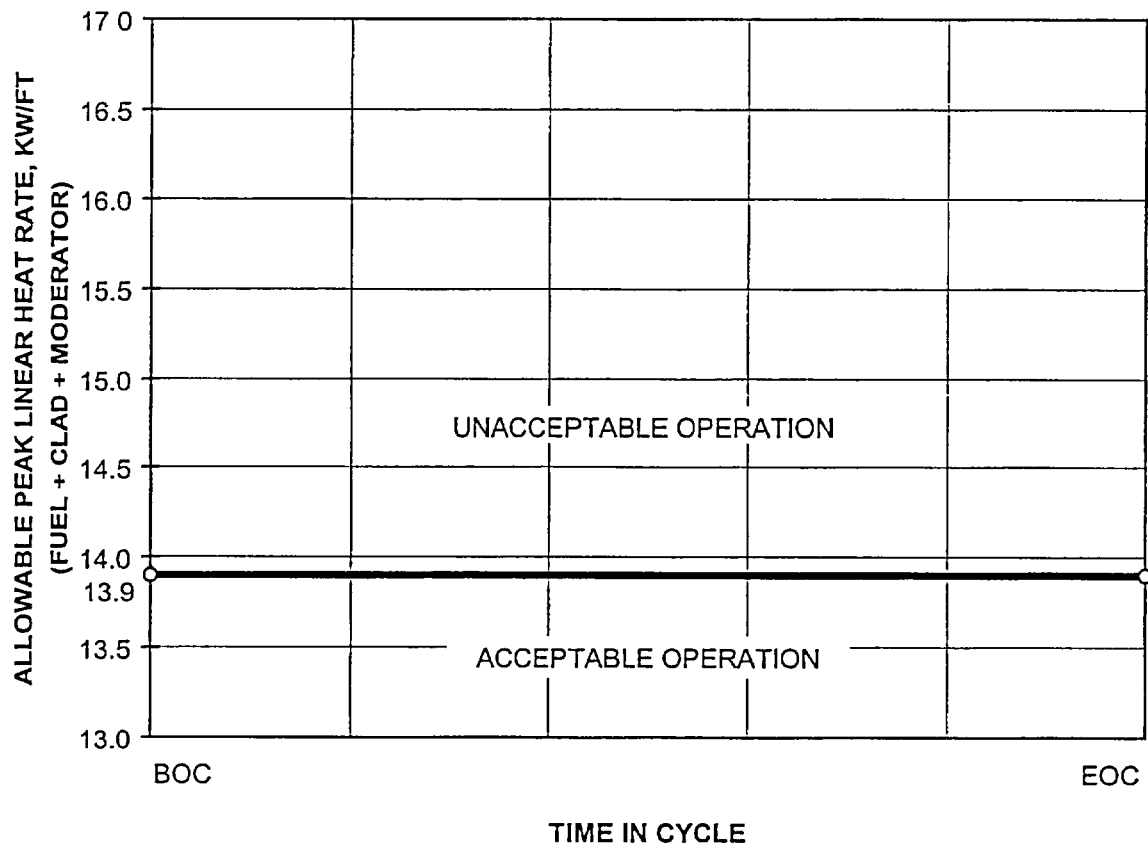 ALLOWABLE PEAK LINEAR HEAT RATE, KW/FT
(FUEL + CLAD + MODERATOR)
17 0
16.5
16 0
15.5
15.0
14.5
14.0
13.9
13.5
13.0
UNACCEPTABLE OPERATION
ACCEPTABLE OPERATION
BOC
EOC
TIME IN CYCLE